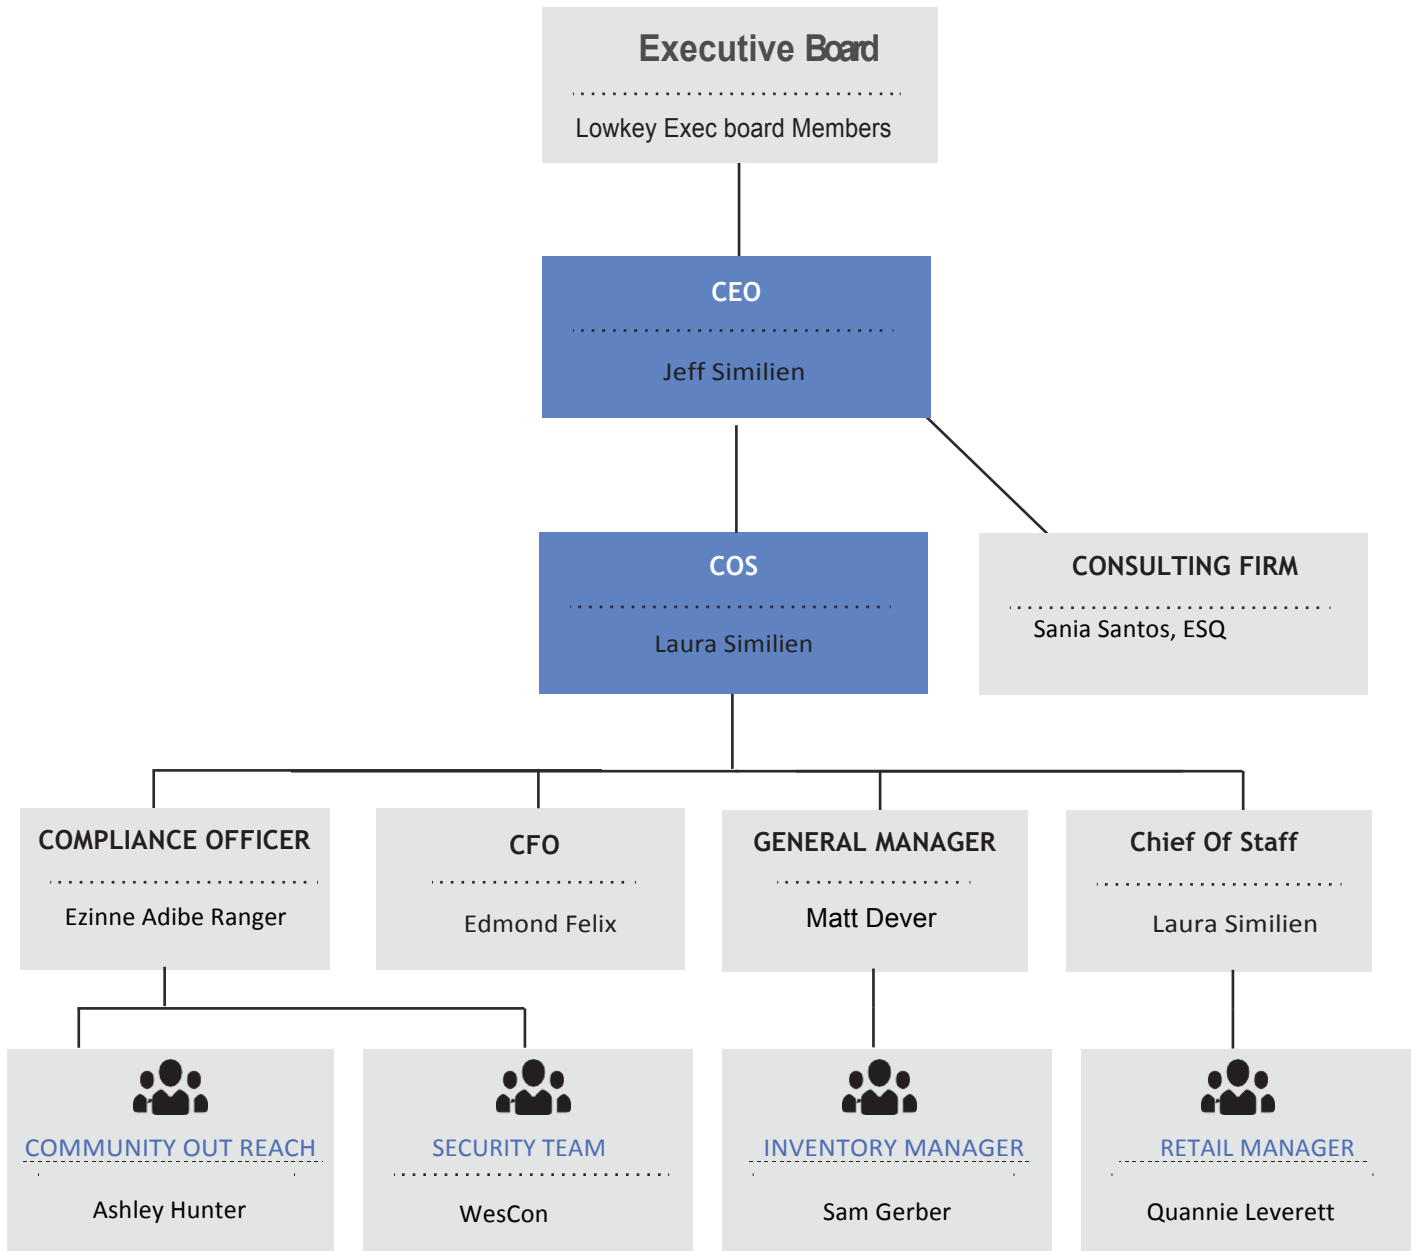 Executive Board
Lowkey Exec board Members
CEO
Jeff Similien
COS
Laura Similien
CONSULTING FIRM
Sania Santos, ESQ
COMPLIANCE OFFICER
Ezinne Adibe Ranger
CFO
Edmond Felix
GENERAL MANAGER
Matt Dever
Chief Of Staff
Laura Similien
COMMUNITY OUT REACH
Ashley Hunter
SECURITY TEAM
WesCon
INVENTORY MANAGER
Sam Gerber
RETAIL MANAGER
Quannie Leverett